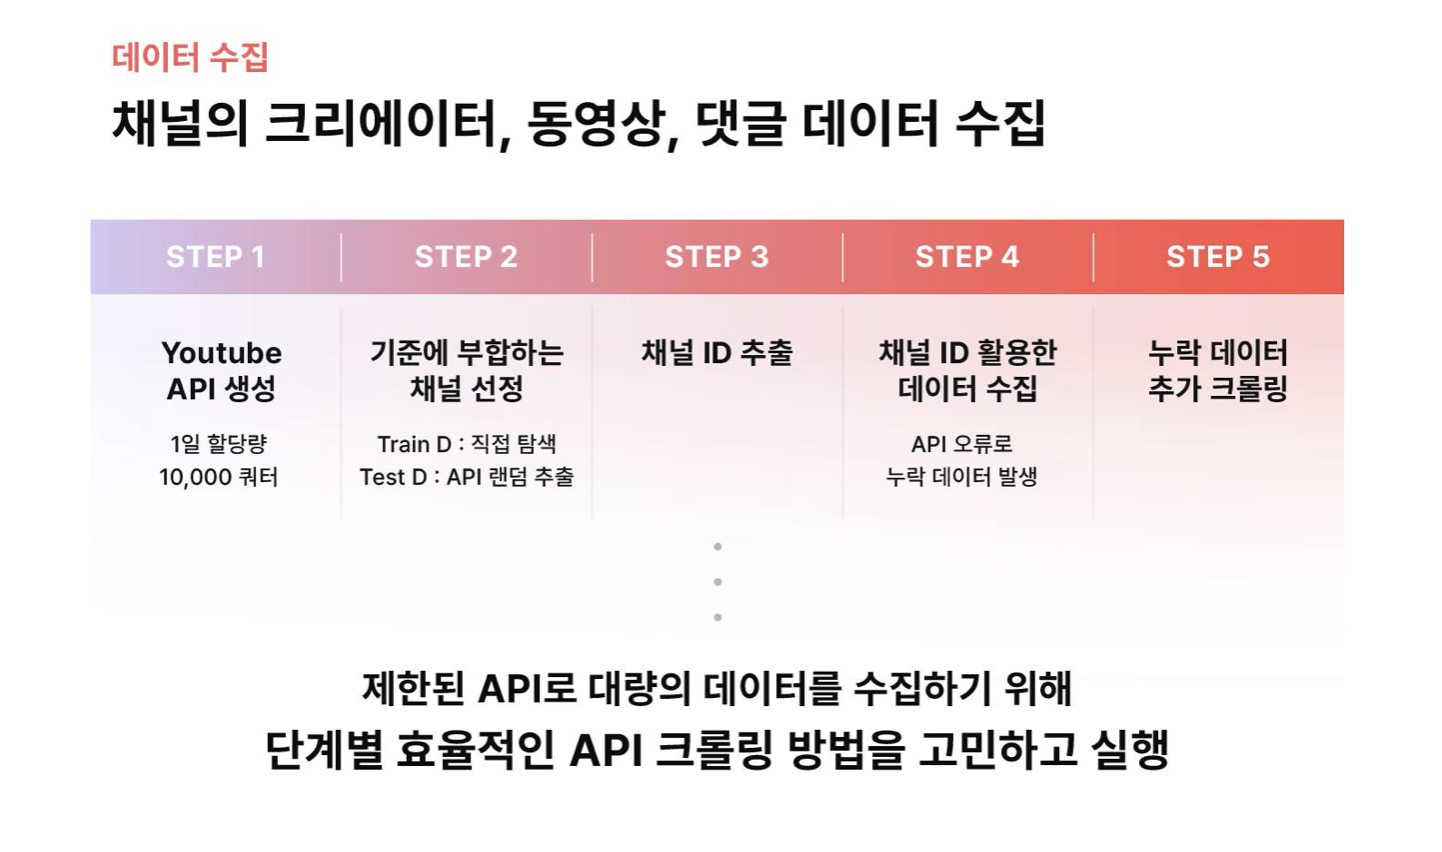 데이터 수집
채널의 크리에이터, 동영상, 댓글 데이터 수집
STEP 1
STEP 2
STEP 3
STEP 4
STEP 5
Youtube
API 생성
1일 할당량
10,000 쿼터
기준에 부합하는
채널 선정
Train D : 직접 탐색
Test D : API 랜덤 추출
채널 ID 추출
채널 ID 활용한
데이터 수집
API 오류로
누락 데이터 발생
누락 데이터
추가 크롤링
제한된 API로 대량의 데이터를 수집하기 위해
단계별 효율적인 API 크롤링 방법을 고민하고 실행